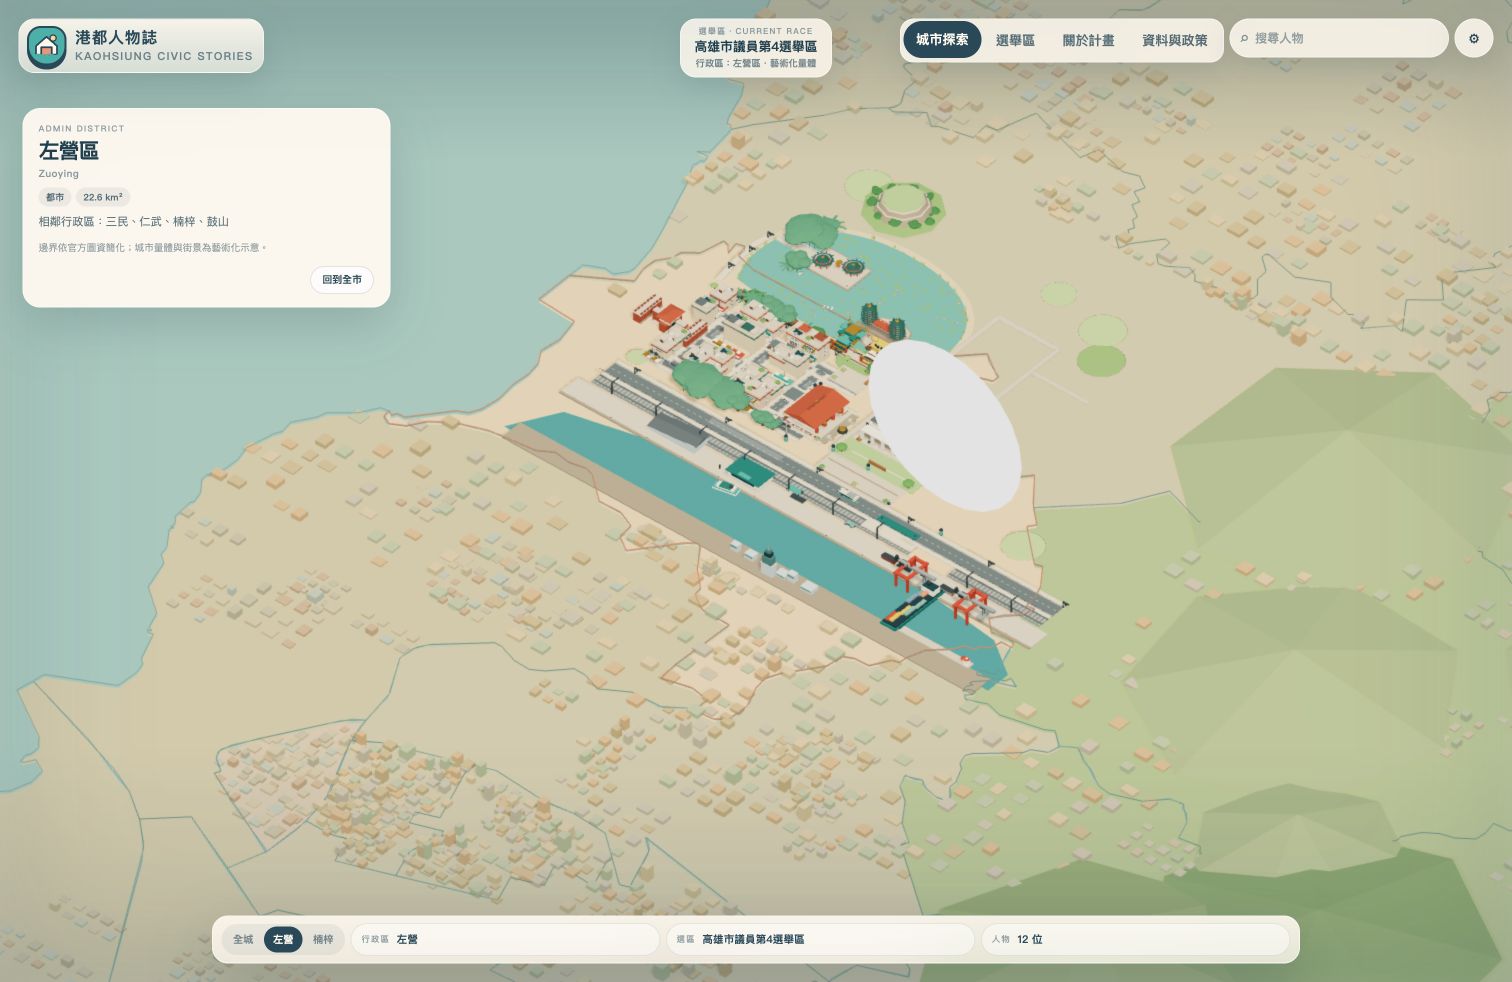 港都人物誌
KAOHSIUNG CIVIC STORIES
選舉區 · CURRENT RACE
高雄市議員第4選舉區
行政區：左營區 · 藝術化量體
城市探索
選舉區
關於計畫
資料與政策
搜尋人物
ADMIN DISTRICT
左營區
Zuoying
都市
22.6 km²
相鄰行政區：三民、仁武、楠梓、鼓山
邊界依官方圖資簡化；城市量體與街景為藝術化示意。
回到全市
全城
左營
楠梓
行政區 左營
選區 高雄市議員第4選舉區
人物 12 位